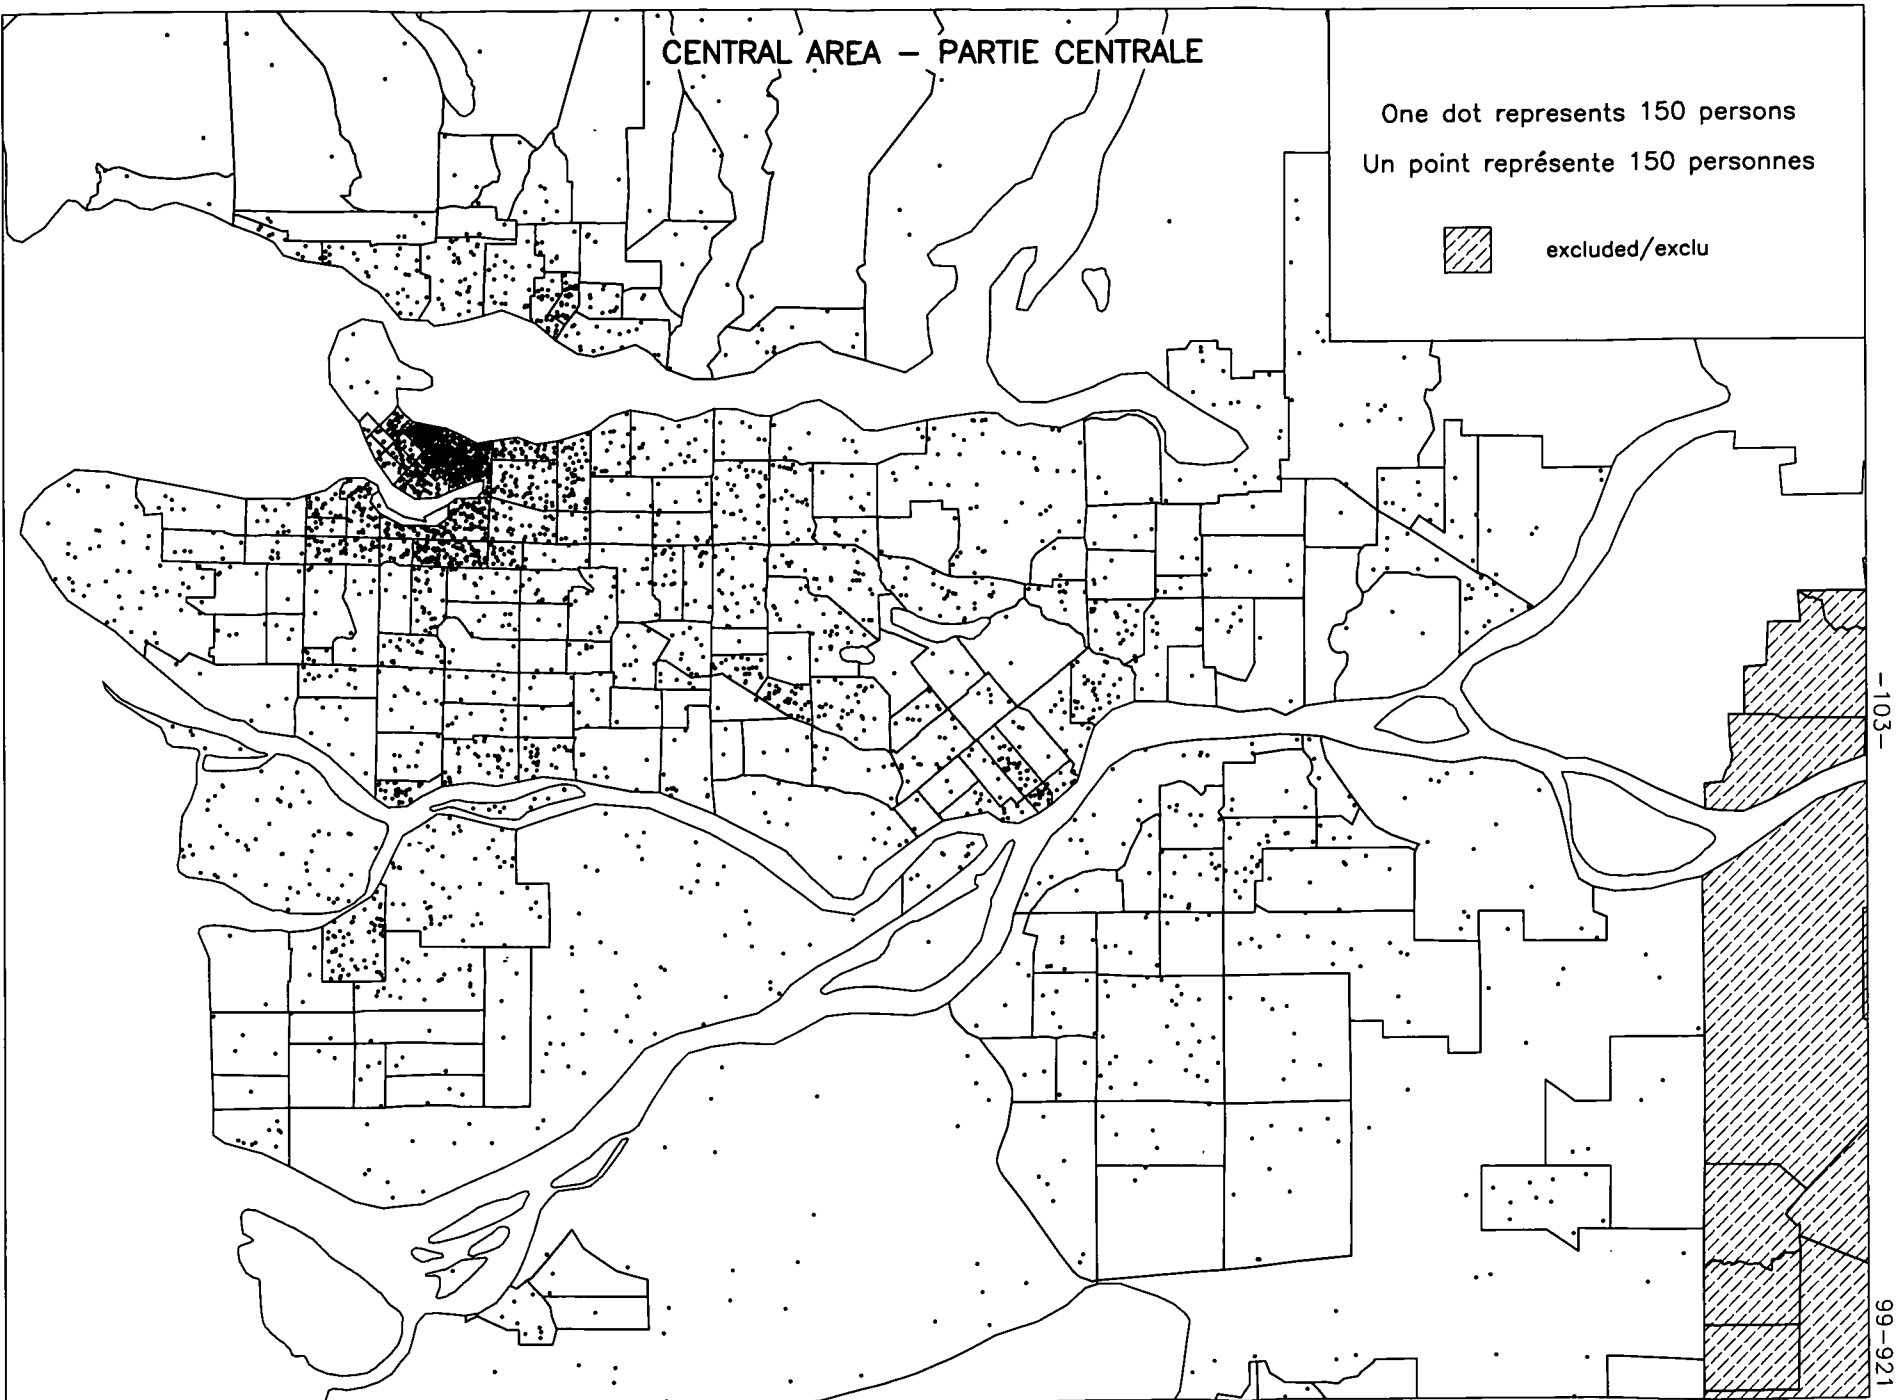 CENTRAL AREA – PARTIE CENTRALE
One dot represents 150 persons
Un point représente 150 personnes
excluded/exclu
-103-
99-921